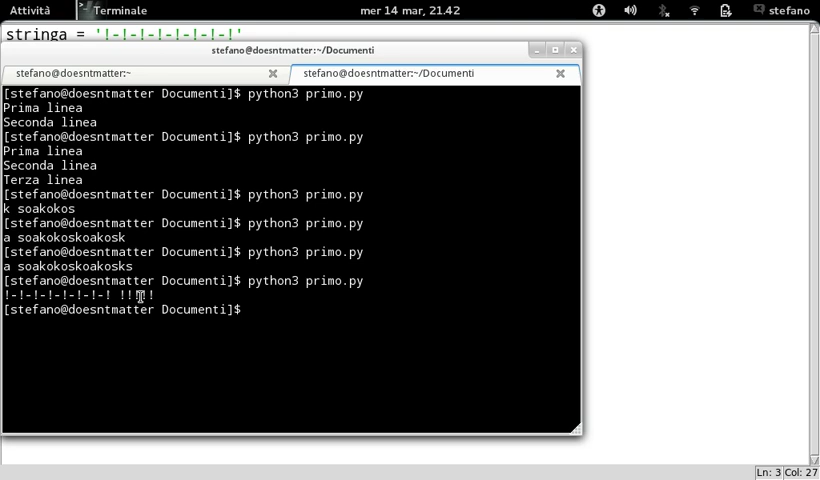 Attività
Terminale
mer 14 mar, 21.42
stefano
stringa = '!-!-!-!-!-!-!-!-!'
stefano@doesntmatter:~/Documenti
stefano@doesntmatter:~
stefano@doesntmatter:~/Documenti
[stefano@doesntmatter Documenti]$ python3 primo.py
Prima linea
Seconda linea
[stefano@doesntmatter Documenti]$ python3 primo.py
Prima linea
Seconda linea
Terza linea
[stefano@doesntmatter Documenti]$ python3 primo.py
k soakokos
[stefano@doesntmatter Documenti]$ python3 primo.py
a soakokoskoakosk
[stefano@doesntmatter Documenti]$ python3 primo.py
a soakokoskoakosks
[stefano@doesntmatter Documenti]$ python3 primo.py
!-!-!-!-!-!-!-! !!!!!
[stefano@doesntmatter Documenti]$
Ln: 3 Col: 27